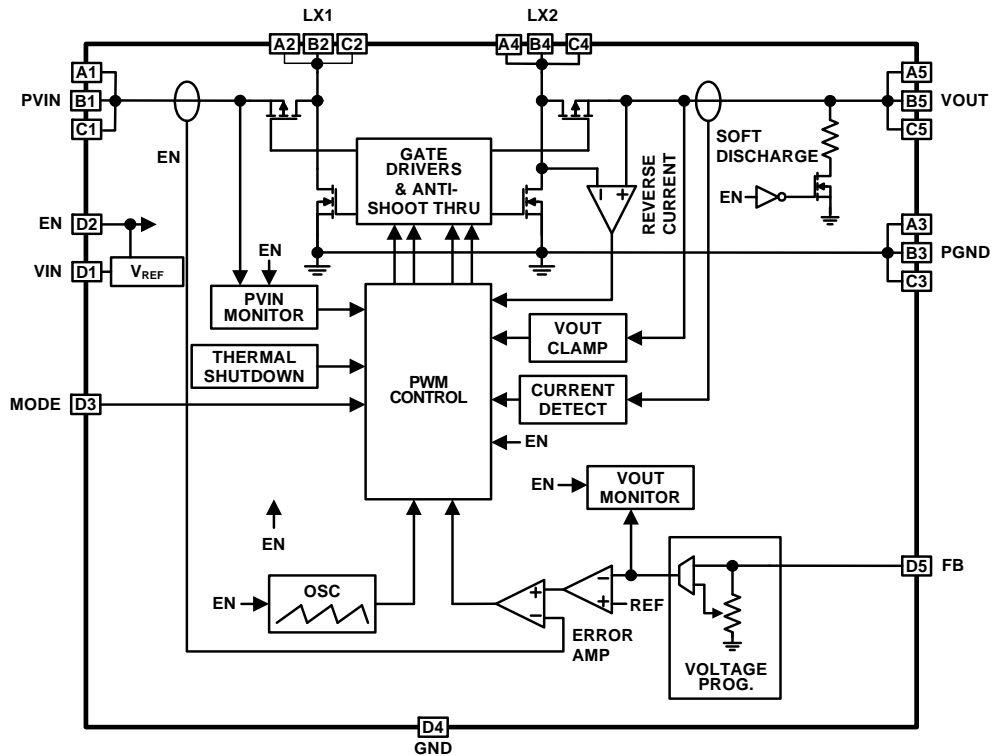 LX1
LX2
A2 B2 C2
A4 B4 C4
A1
PVIN B1
C1
A5
B5 VOUT
C5
EN
GATE
DRIVERS
& ANTI-
SHOOT THRU
REVERSE
CURRENT
SOFT
DISCHARGE
EN
EN D2
VIN D1
VREF
A3
B3 PGND
C3
EN
PVIN
MONITOR
THERMAL
SHUTDOWN
MODE D3
PWM
CONTROL
VOUT
CLAMP
CURRENT
DETECT
EN
EN
VOUT
MONITOR
EN
D5 FB
EN
OSC
+
–
–
+
REF
ERROR
AMP
VOLTAGE
PROG.
– +
D4
GND